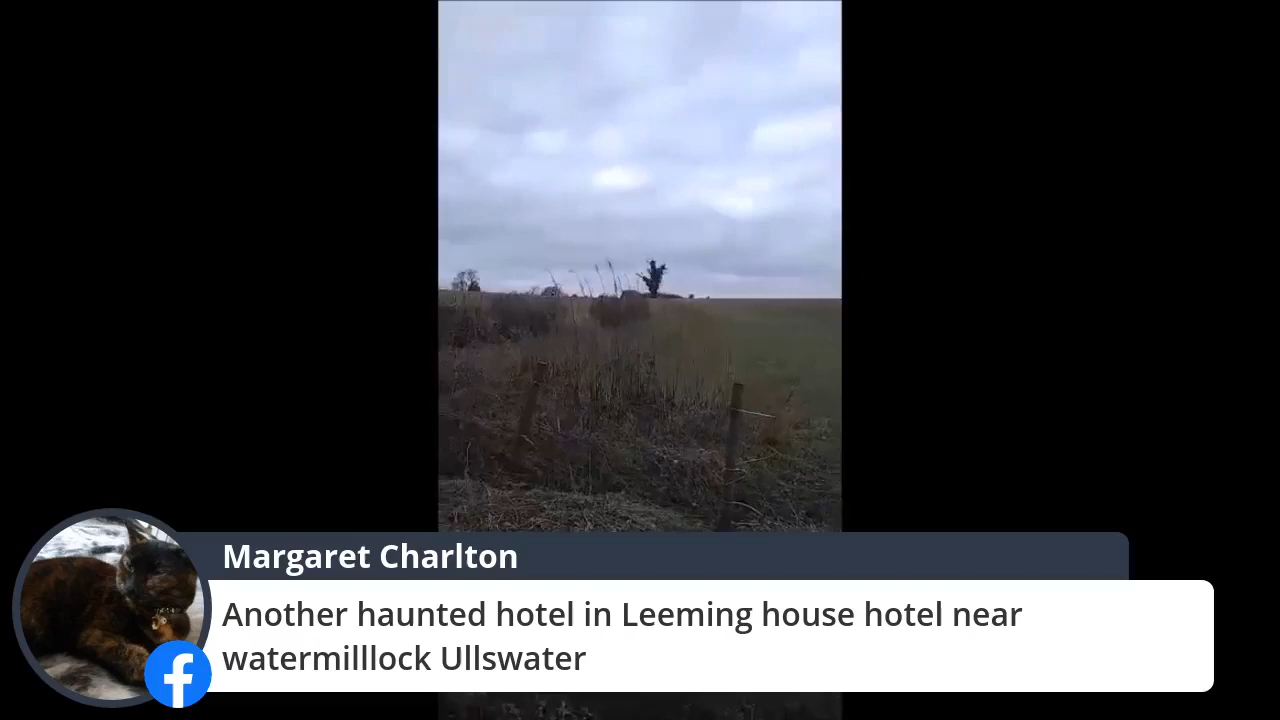 Margaret Charlton
Another haunted hotel in Leeming house hotel near
watermilllock Ullswater